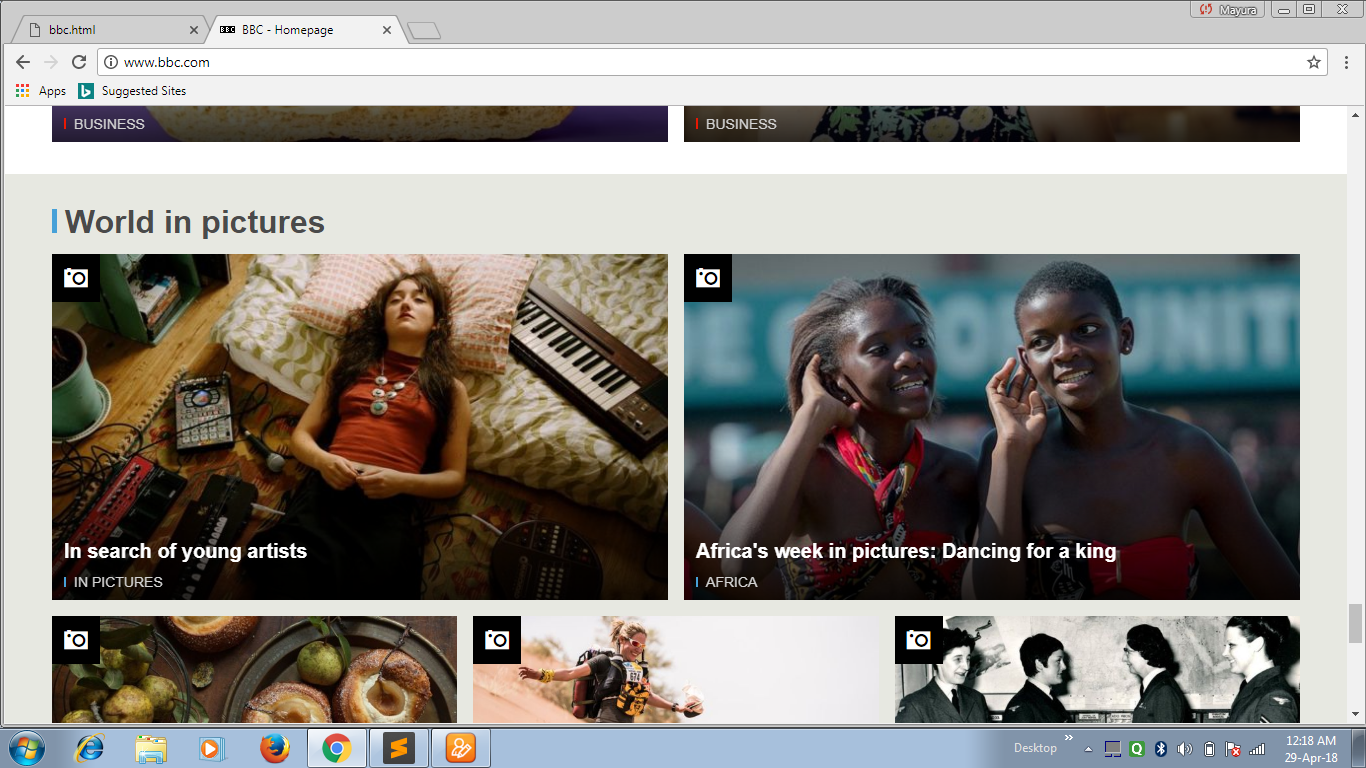 Mayura
bbc.html
BBC BBC - Homepage
www.bbc.com
Apps
Suggested Sites
BUSINESS
BUSINESS
World in pictures
In search of young artists
IN PICTURES
Africa's week in pictures: Dancing for a king
AFRICA
674
Desktop
12:18 AM
29-Apr-18